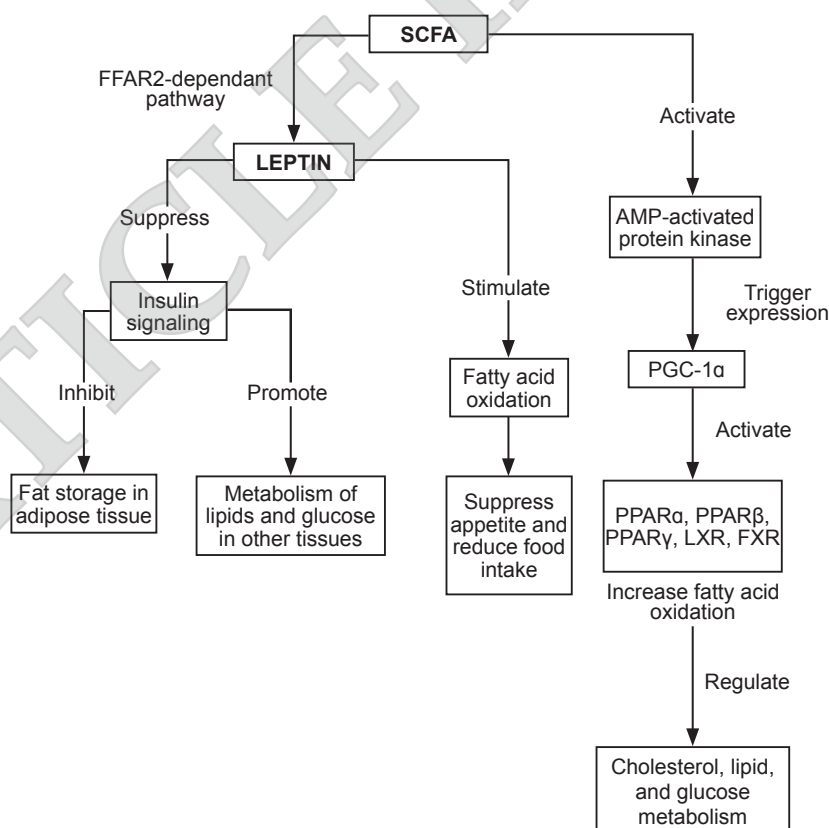 SCFA
FFAR2-dependant
pathway
Activate
LEPTIN
Suppress
AMP-activated
protein kinase
Insulin
signaling
Stimulate
Trigger
expression
Inhibit
Promote
Fatty acid
oxidation
PGC-1α
Activate
Fat storage in
adipose tissue
Metabolism of
lipids and glucose
in other tissues
Suppress
appetite and
reduce food
intake
PPARα, PPARβ,
PPARγ, LXR, FXR
Increase fatty acid
oxidation
Regulate
Cholesterol, lipid,
and glucose
metabolism